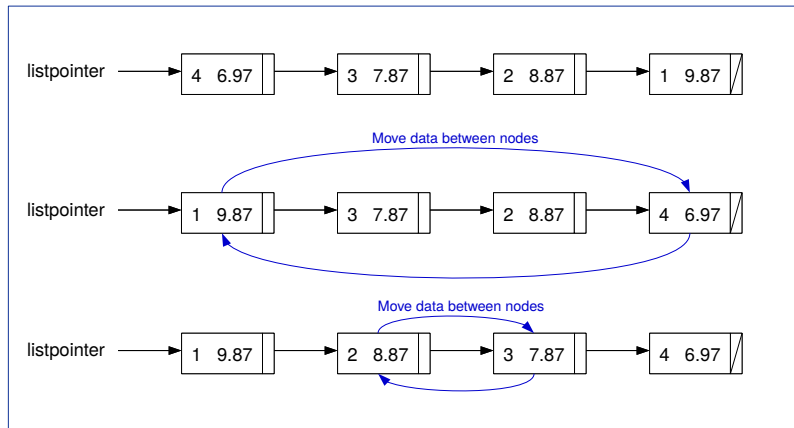 listpointer 4 6.97 3 7.87 2 8.87 1 9.87
Move data between nodes
listpointer 1 9.87 3 7.87 2 8.87 4 6.97
Move data between nodes
listpointer 1 9.87 2 8.87 3 7.87 4 6.97